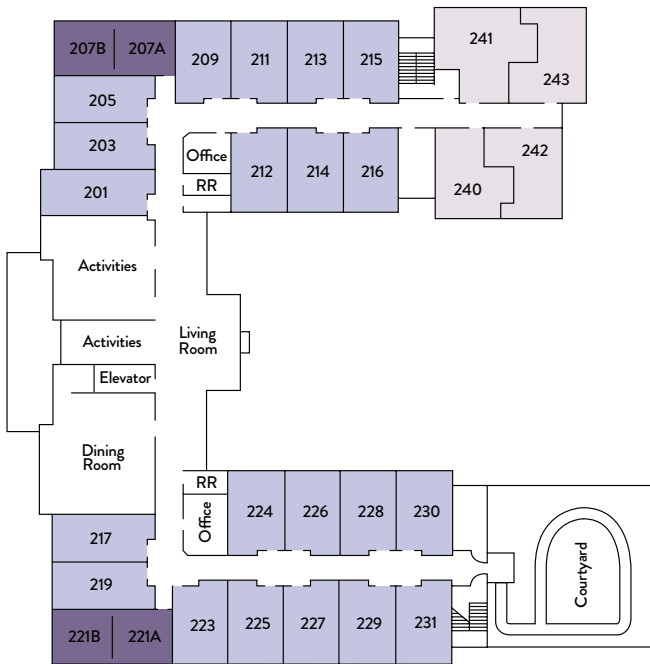 207B 207A 209 211 213 215 241
243
205
203
Office
212 214 216 242
RR
240
201
Activities
Activities
Living
Room
Elevator
Dining
Room
RR
224 226 228 230
Office
217
219
Courtyard
221B 221A 223 225 227 229 231